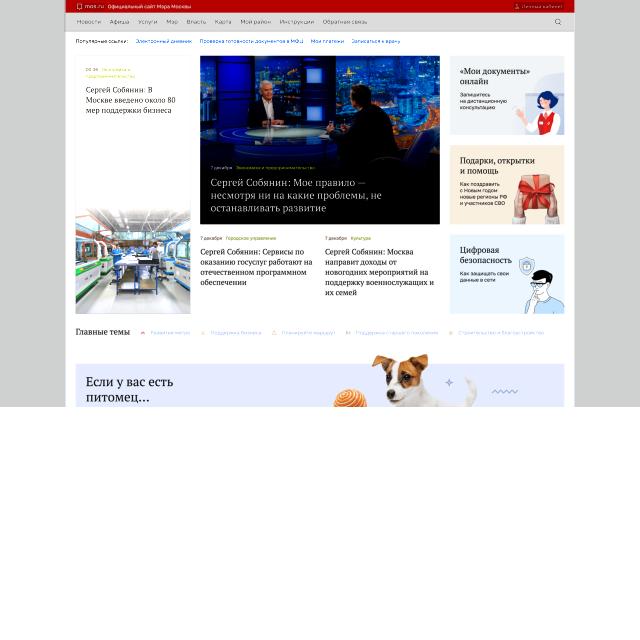 mos.ru Официальный сайт Мэра Москвы
Личный кабинет
Новости Афиша Услуги Мэр Власть Карта Мой район Инструкции Обратная связь
Популярные ссылки: Электронный дневник Проверка готовности документов в МФЦ Мои платежи Записаться к врачу
Сергей Собянин: В
Москве введено около 80
мер поддержки бизнеса
7 декабря Экономика и предпринимательство
Сергей Собянин: Мое правило —
несмотря ни на какие проблемы, не
останавливать развитие
7 декабря Городское управление
Сергей Собянин: Сервисы по
оказанию госуслуг работают на
отечественном программном
обеспечении
7 декабря Культура
Сергей Собянин: Москва
направит доходы от
новогодних мероприятий на
поддержку военнослужащих и
их семей
«Мои документы»
онлайн
Запишитесь
на дистанционную
консультацию
Подарки, открытки
и помощь
Как поздравить
с Новым годом
новые регионы РФ
и участников СВО
Цифровая
безопасность
Как защищать свои
данные в сети
Главные темы Развитие метро Поддержка бизнеса Планируйте маршрут Поддержка старшего поколения Строительство и благоустройство
Если у вас есть
питомец...